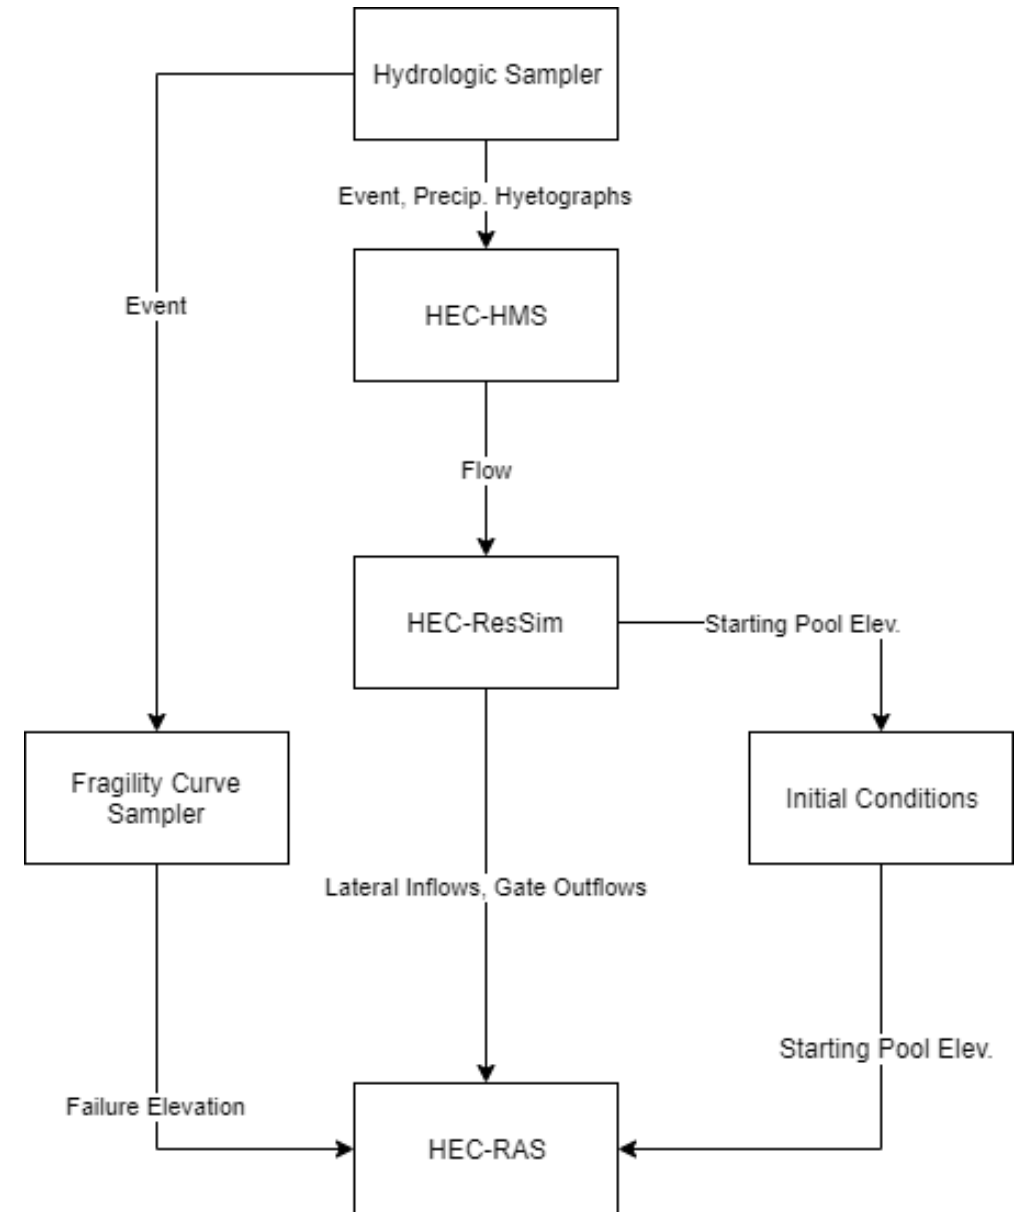 Hydrologic Sampler
Event, Precip. Hyetographs
HEC-HMS
Event
Flow
HEC-ResSim
Starting Pool Elev.
Fragility Curve
Sampler
Initial Conditions
Lateral Inflows, Gate Outflows
Starting Pool Elev.
Failure Elevation
HEC-RAS